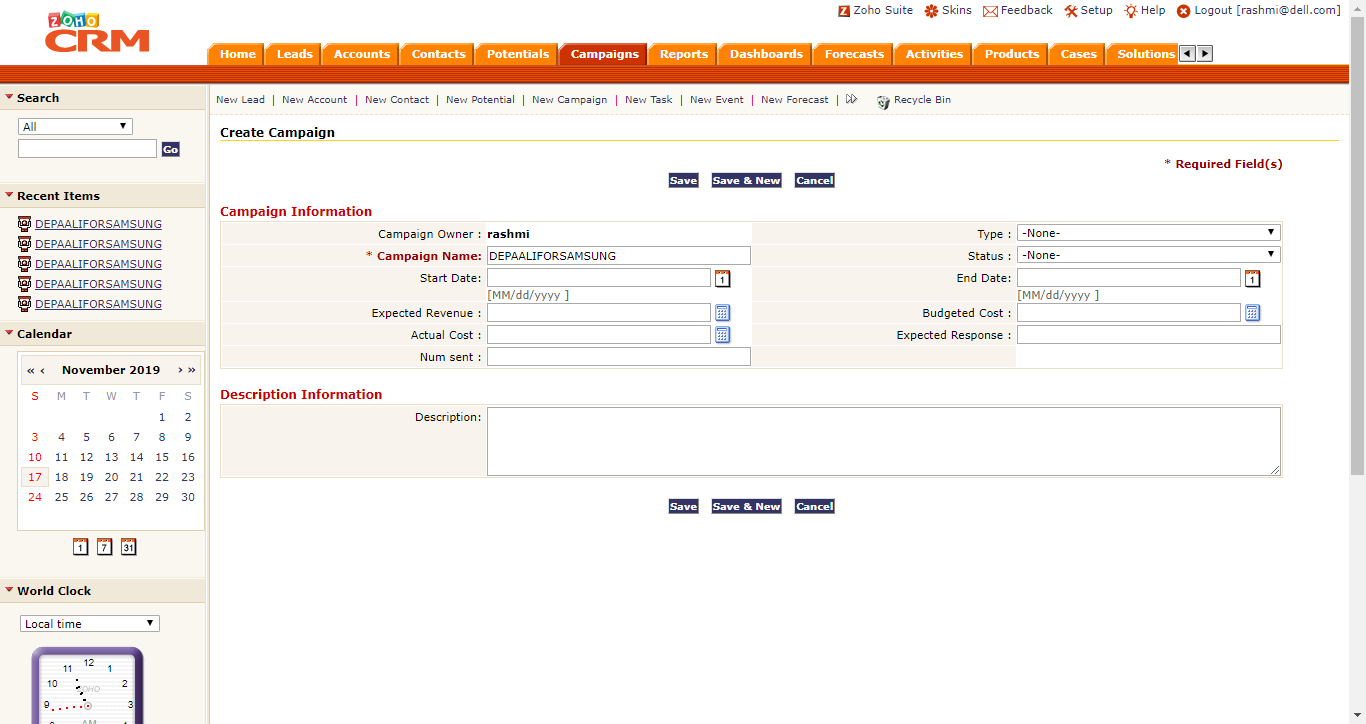 ZOHO
CRM
Zoho Suite Skins Feedback Setup Help Logout [rashmi@dell.com]
Home Leads Accounts Contacts Potentials Campaigns Reports Dashboards Forecasts Activities Products Cases Solutions
Search
All
Go
Recent Items
DEPAALIFORSAMSUNG
DEPAALIFORSAMSUNG
DEPAALIFORSAMSUNG
DEPAALIFORSAMSUNG
DEPAALIFORSAMSUNG
Calendar
« ‹ November 2019 › »
S M T W T F S
1 2
3 4 5 6 7 8 9
10 11 12 13 14 15 16
17 18 19 20 21 22 23
24 25 26 27 28 29 30
1 7 31
World Clock
Local time
12
11 1
10 2
ZOHO
9 3
AM
8 4
New Lead | New Account | New Contact | New Potential | New Campaign | New Task | New Event | New Forecast | Recycle Bin
Create Campaign
* Required Field(s)
Save Save & New Cancel
Campaign Information
Campaign Owner : rashmi Type : -None-
* Campaign Name: DEPAALIFORSAMSUNG Status : -None-
Start Date: 1 End Date: 1
[MM/dd/yyyy ] [MM/dd/yyyy ]
Expected Revenue : Budgeted Cost :
Actual Cost : Expected Response :
Num sent :
Description Information
Description:
Save Save & New Cancel